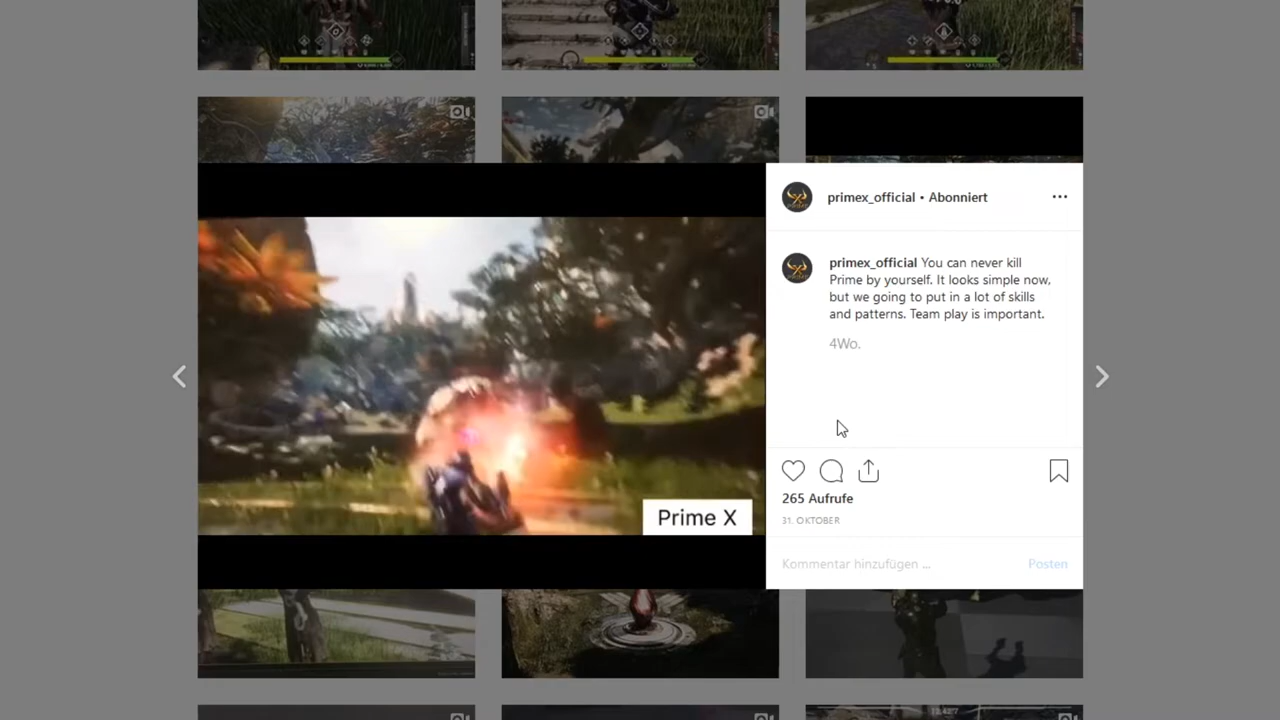 primex_official • Abonniert
primex_official You can never kill
Prime by yourself. It looks simple now,
but we going to put in a lot of skills
and patterns. Team play is important.
4Wo.
Prime X
265 Aufrufe
31. OKTOBER
Kommentar hinzufügen ...
Posten